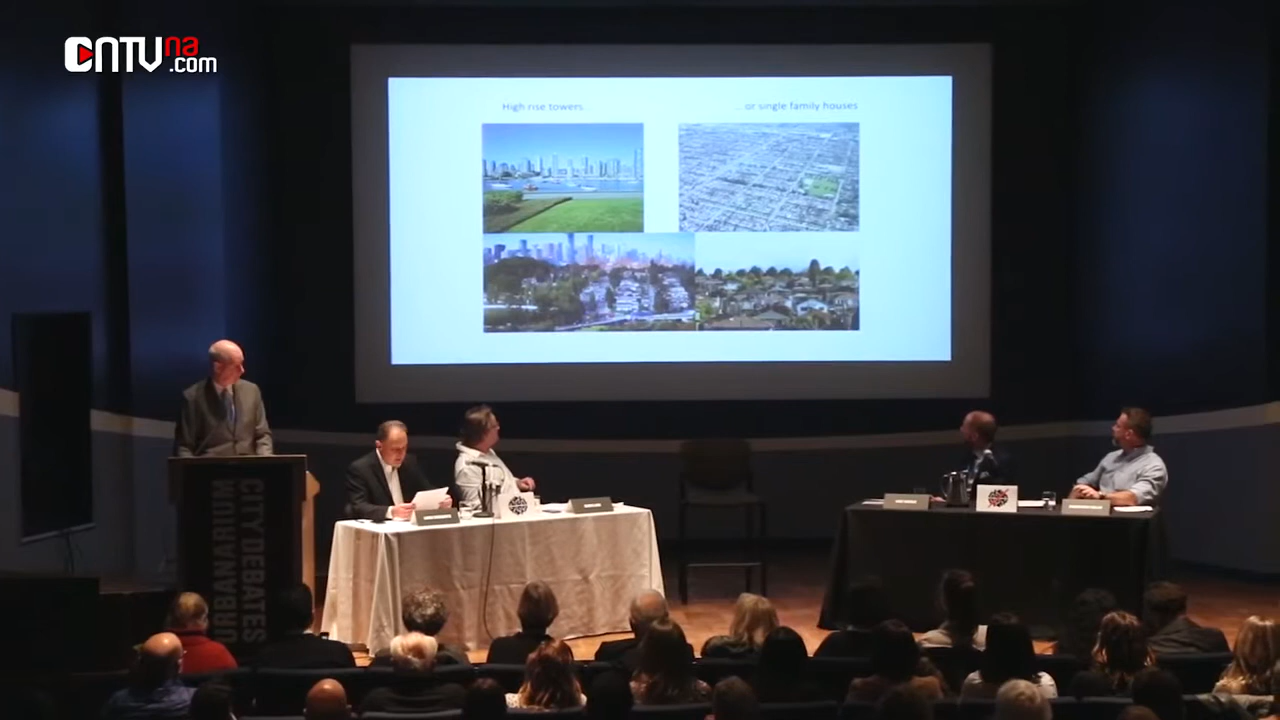 CNTVna
.com
High rise towers...
... or single family houses
URBANARIUM
CITY DEBATES